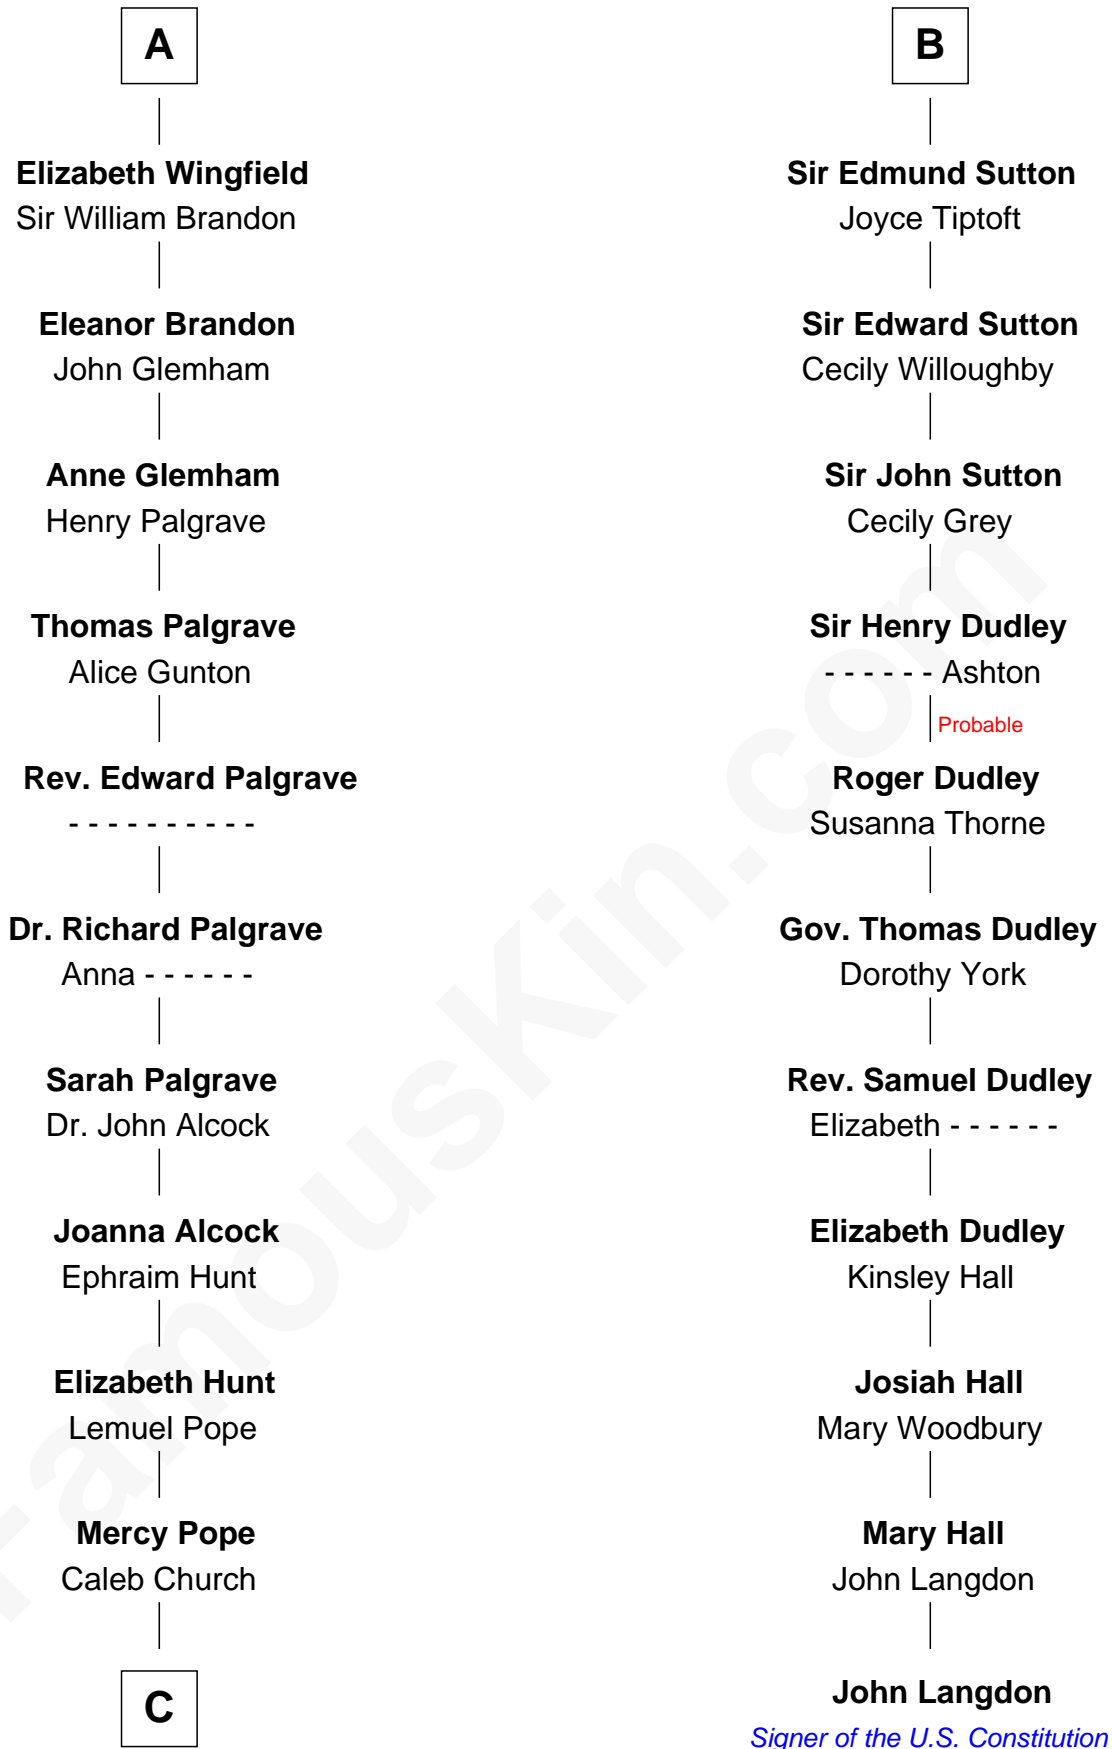 A
Elizabeth Wingfield
Sir William Brandon
Eleanor Brandon
John Glemham
Anne Glemham
Henry Palgrave
Thomas Palgrave
Alice Gunton
Rev. Edward Palgrave
- - - - - - - - - -
Dr. Richard Palgrave
Anna - - - - - -
Sarah Palgrave
Dr. John Alcock
Joanna Alcock
Ephraim Hunt
Elizabeth Hunt
Lemuel Pope
Mercy Pope
Caleb Church
C
B
Sir Edmund Sutton
Joyce Tiptoft
Sir Edward Sutton
Cecily Willoughby
Sir John Sutton
Cecily Grey
Sir Henry Dudley
- - - - - - Ashton
Probable
Roger Dudley
Susanna Thorne
Gov. Thomas Dudley
Dorothy York
Rev. Samuel Dudley
Elizabeth - - - - - -
Elizabeth Dudley
Kinsley Hall
Josiah Hall
Mary Woodbury
Mary Hall
John Langdon
John Langdon
Signer of the U.S. Constitution
FamousKin.com